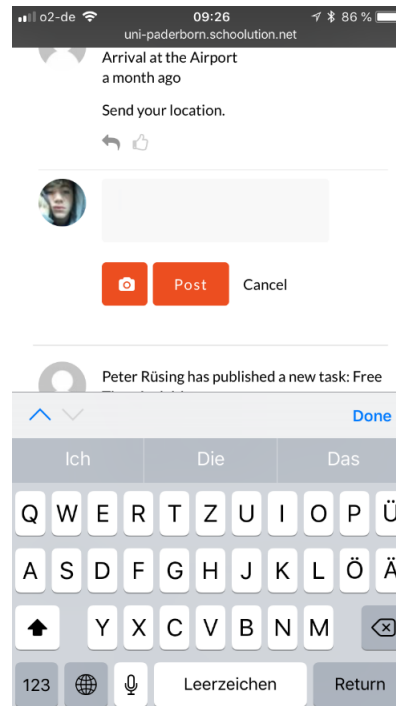 o2-de 09:26 86 %
uni-paderborn.schoolution.net
Arrival at the Airport
a month ago
Send your location.
Post Cancel
Peter Rüsing has published a new task: Free
Done
Ich Die Das
Q W E R T Z U I O P Ü
A S D F G H J K L Ö Ä
Y X C V B N M
123 Leerzeichen Return